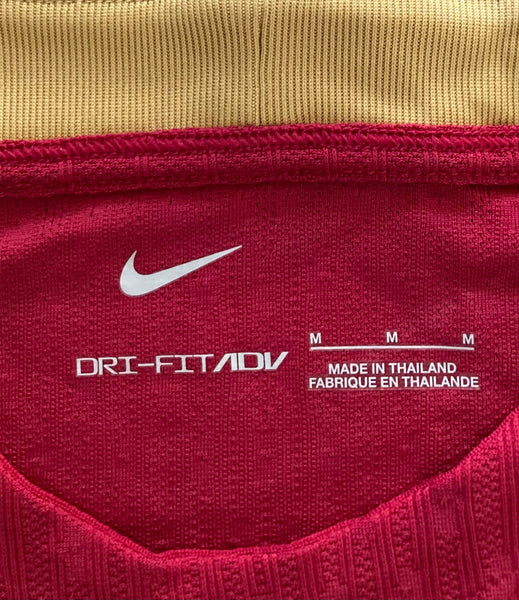 DRI-FIT ADV
M M M
MADE IN THAILAND
FABRIQUE EN THAILANDE